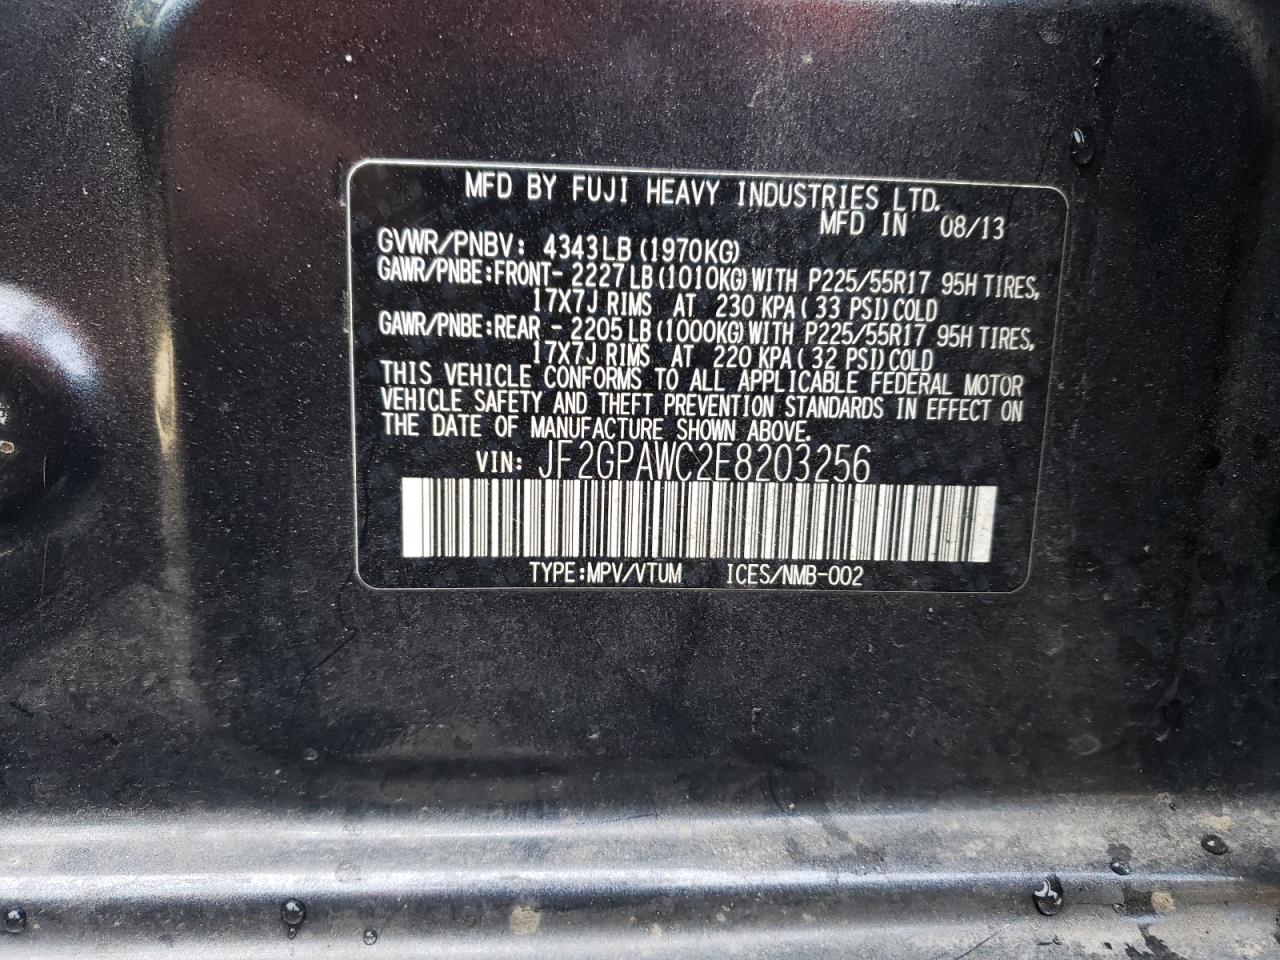 MFD BY FUJI HEAVY INDUSTRIES LTD.
MFD IN 08/13
GVWR/PNBV: 4343LB (1970KG)
GAWR/PNBE:FRONT- 2227LB (1010KG) WITH P225/55R17 95H TIRES,
17X7J RIMS AT 230 KPA ( 33 PSI) COLD
GAWR/PNBE:REAR - 2205LB (1000KG) WITH P225/55R17 95H TIRES,
17X7J RIMS AT 220 KPA ( 32 PSI) COLD
THIS VEHICLE CONFORMS TO ALL APPLICABLE FEDERAL MOTOR
VEHICLE SAFETY AND THEFT PREVENTION STANDARDS IN EFFECT ON
THE DATE OF MANUFACTURE SHOWN ABOVE.
VIN: JF2GPAWC2E8203256
TYPE:MPV/VTUM ICES/NMB-002